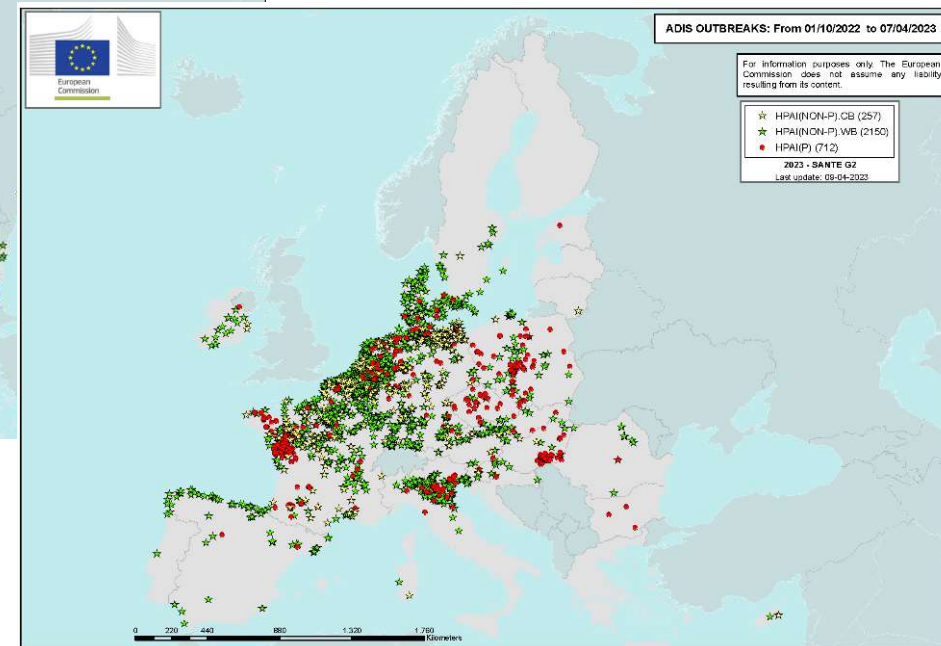 European
Commission
ADIS OUTBREAKS: From 01/10/2022 to 07/04/2023
For information purposes only. The European
Commission does not assume any liability
resulting from its content.
HPAI(NON-P).CB (257)
HPAI(NON-P).WB (2150)
HPAI(P) (712)
2023 - SANTE G2
Last update: 09-04-2023
0 220 440 880 1.320 1.760
Kilometers